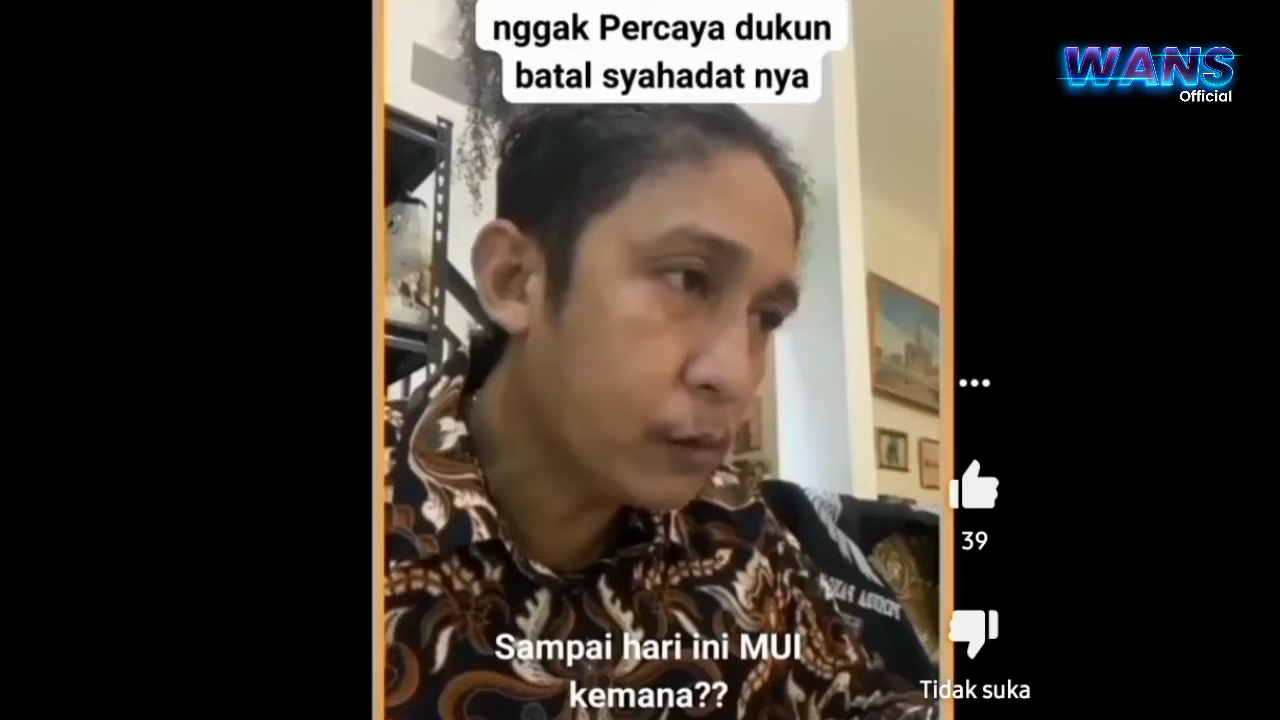 nggak Percaya dukun
batal syahadat nya
WANS
Official
39
Sampai hari ini MUI
kemana??
Tidak suka